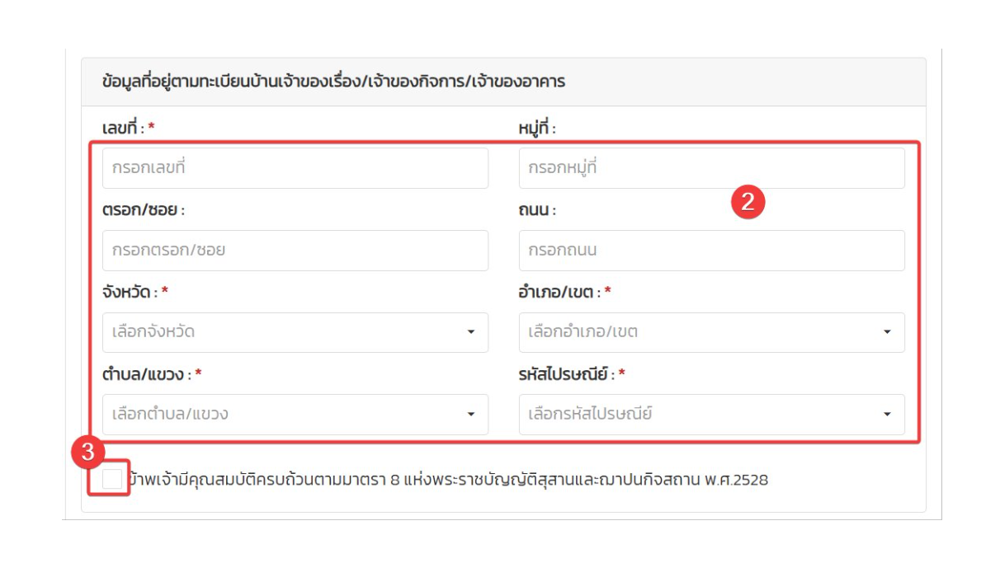 ข้อมูลที่อยู่ตามทะเบียนบ้านเจ้าของเรื่อง/เจ้าของกิจการ/เจ้าของอาคาร
เลขที่ : * หมู่ที่ :
กรอกเลขที่ กรอกหมู่ที่
2
ตรอก/ซอย : ถนน :
กรอกตรอก/ซอย กรอกถนน
จังหวัด : * อำเภอ/เขต : *
เลือกจังหวัด เลือกอำเภอ/เขต
ตำบล/แขวง : * รหัสไปรษณีย์ : *
เลือกตำบล/แขวง เลือกรหัสไปรษณีย์
3
ข้าพเจ้ามีคุณสมบัติครบถ้วนตามมาตรา 8 แห่งพระราชบัญญัติสุสานและฌาปนกิจสถาน พ.ศ.2528